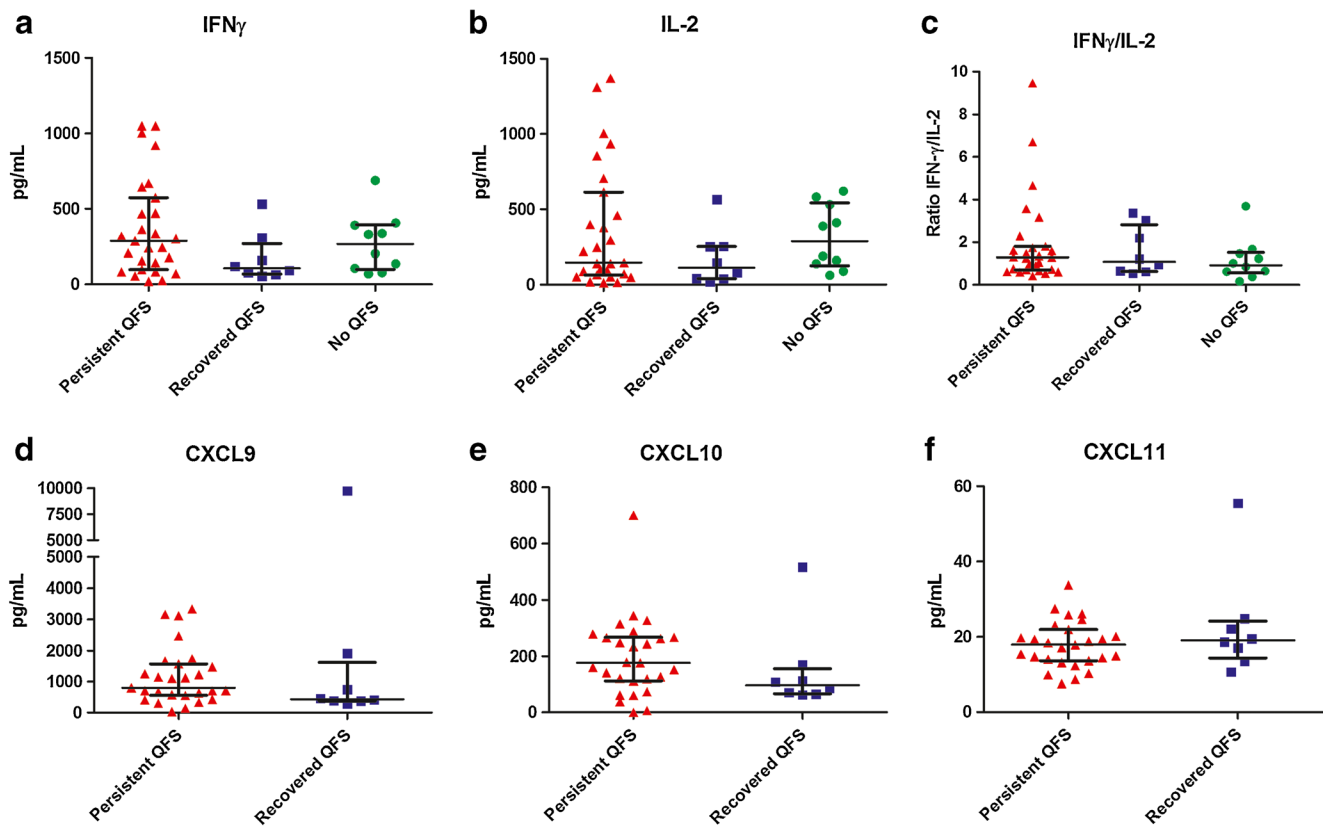 a
IFNγ
1500
1000
500
0
pg/mL
Persistent QFS
Recovered QFS
No QFS
b
IL-2
1500
1000
500
0
pg/mL
Persistent QFS
Recovered QFS
No QFS
c
IFNγ/IL-2
10
8
6
4
2
0
Ratio IFN-γ/IL-2
Persistent QFS
Recovered QFS
No QFS
d
CXCL9
10000
7500
5000
5000
4000
3000
2000
1000
0
pg/mL
Persistent QFS
Recovered QFS
e
CXCL10
800
600
400
200
0
pg/mL
Persistent QFS
Recovered QFS
f
CXCL11
60
40
20
0
pg/mL
Persistent QFS
Recovered QFS